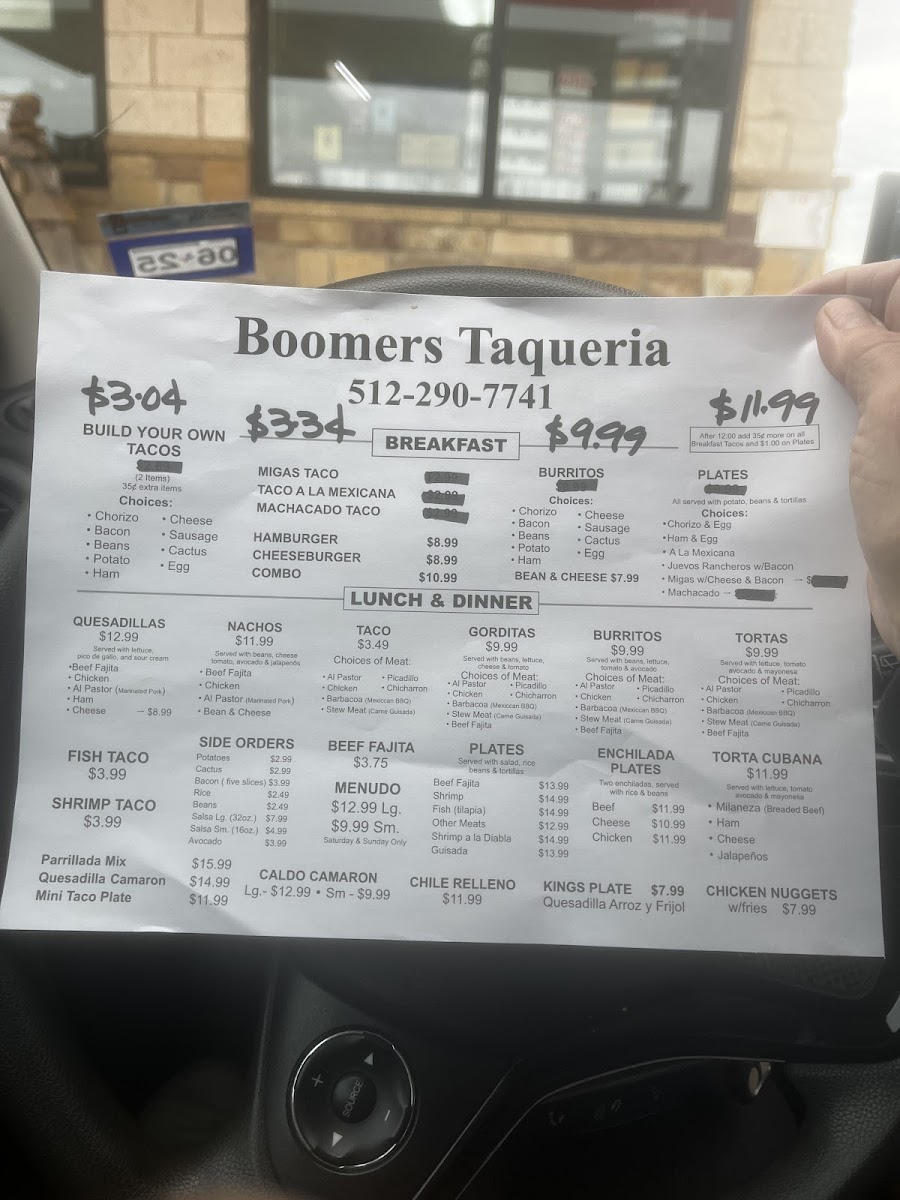 06-25
Boomers Taqueria
512-290-7741
$3.04
$3.34
$9.99
$11.99
BREAKFAST
After 12:00 add 35¢ more on all
Breakfast Tacos and $1.00 on Plates
BUILD YOUR OWN
TACOS
(2 Items)
35¢ extra items
Choices:
• Chorizo
• Bacon
• Beans
• Potato
• Ham
• Cheese
• Sausage
• Cactus
• Egg
MIGAS TACO
TACO A LA MEXICANA
MACHACADO TACO
HAMBURGER $8.99
CHEESEBURGER $8.99
COMBO $10.99
BURRITOS
Choices:
• Chorizo
• Bacon
• Beans
• Potato
• Ham
• Cheese
• Sausage
• Cactus
• Egg
BEAN & CHEESE $7.99
PLATES
All served with potato, beans & tortillas
Choices:
•Chorizo & Egg
•Ham & Egg
• A La Mexicana
• Juevos Rancheros w/Bacon
• Migas w/Cheese & Bacon – $
• Machacado –
LUNCH & DINNER
QUESADILLAS
$12.99
Served with lettuce,
pico de gallo, and sour cream
•Beef Fajita
• Chicken
• Al Pastor (Marinated Pork)
• Ham
• Cheese – $8.99
NACHOS
$11.99
Served with beans, cheese
tomato, avocado & jalapeños
• Beef Fajita
• Chicken
• Al Pastor (Marinated Pork)
• Bean & Cheese
TACO
$3.49
Choices of Meat:
• Al Pastor • Picadillo
• Chicken • Chicharron
• Barbacoa (Mexiccan BBQ)
• Stew Meat (Carne Guisada)
GORDITAS
$9.99
Served with beans, lettuce,
cheese & tomato
Choices of Meat:
• Al Pastor • Picadillo
• Chicken • Chicharron
• Barbacoa (Mexiccan BBQ)
• Stew Meat (Carne Guisada)
• Beef Fajita
BURRITOS
$9.99
Served with beans, lettuce,
tomato & avocado
Choices of Meat:
• Al Pastor • Picadillo
• Chicken • Chicharron
• Barbacoa (Mexiccan BBQ)
• Stew Meat (Carne Guisada)
• Beef Fajita
TORTAS
$9.99
Served with lettuce, tomato
avocado & mayonesa
Choices of Meat:
• Al Pastor • Picadillo
• Chicken • Chicharron
• Barbacoa (Mexiccan BBQ)
• Stew Meat (Carne Guisada)
• Beef Fajita
FISH TACO
$3.99
SHRIMP TACO
$3.99
SIDE ORDERS
Potatoes $2.99
Cactus $2.99
Bacon ( five slices) $3.99
Rice $2.49
Beans $2.49
Salsa Lg. (32oz.) $7.99
Salsa Sm. (16oz.) $4.99
Avocado $3.99
BEEF FAJITA
$3.75
MENUDO
$12.99 Lg.
$9.99 Sm.
Saturday & Sunday Only
PLATES
Served with salad, rice
beans & tortillas
Beef Fajita $13.99
Shrimp $14.99
Fish (tilapia) $14.99
Other Meats $12.99
Shrimp a la Diabla $14.99
Guisada $13.99
ENCHILADA
PLATES
Two enchiladas, served
with rice & beans
Beef $11.99
Cheese $10.99
Chicken $11.99
TORTA CUBANA
$11.99
Served with lettuce, tomato
avocado & mayonesa
• Milaneza (Breaded Beef)
• Ham
• Cheese
• Jalapeños
Parrillada Mix $15.99
Quesadilla Camaron $14.99
Mini Taco Plate $11.99
CALDO CAMARON
Lg.- $12.99 • Sm - $9.99
CHILE RELLENO
$11.99
KINGS PLATE $7.99
Quesadilla Arroz y Frijol
CHICKEN NUGGETS
w/fries $7.99
SOURCE